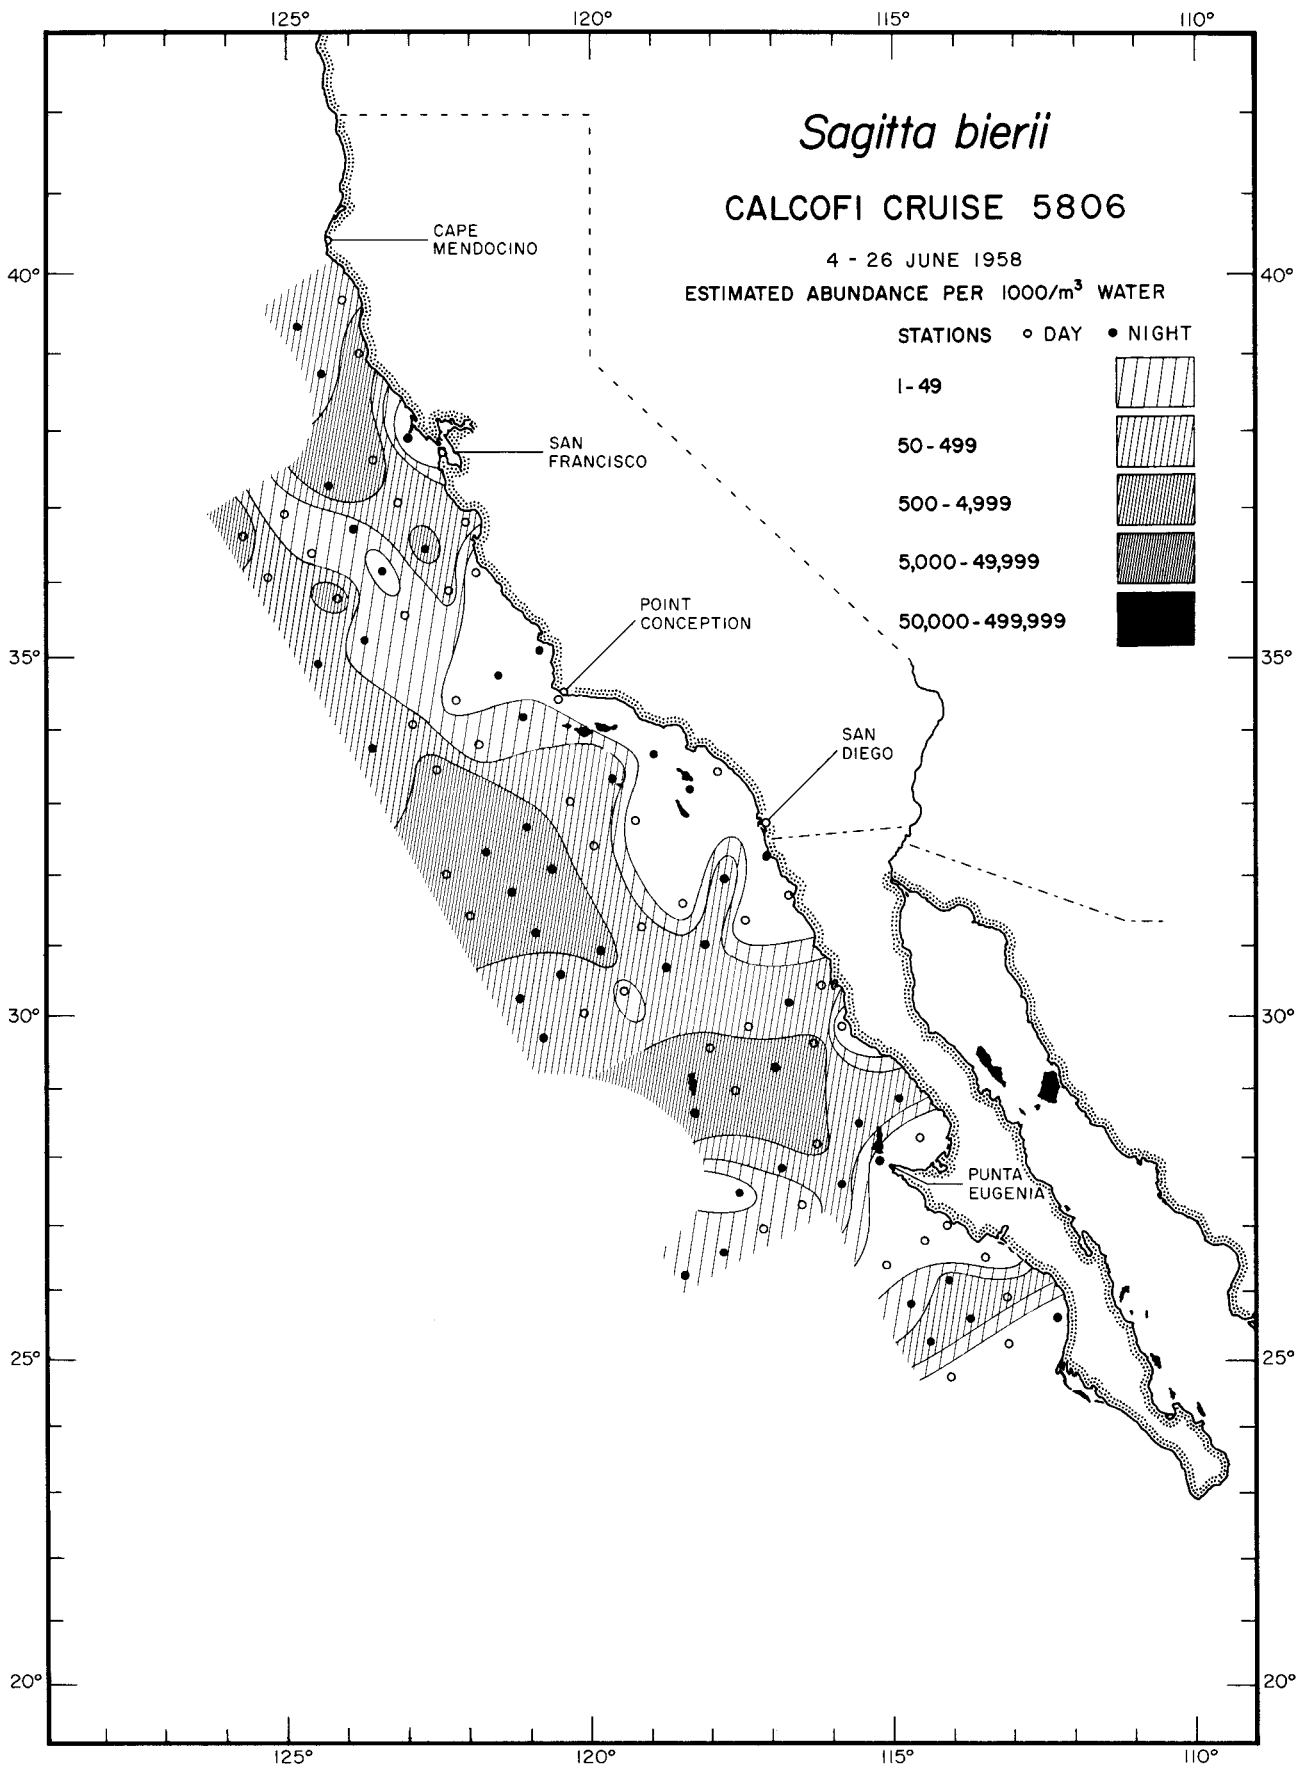 125° 120° 115° 110°
Sagitta bierii
CALCOFI CRUISE 5806
4 - 26 JUNE 1958
ESTIMATED ABUNDANCE PER 1000/m³ WATER
STATIONS ○ DAY ● NIGHT
1-49
50-499
500-4,999
5,000-49,999
50,000-499,999
CAPE
MENDOCINO
40° 40°
SAN
FRANCISCO
POINT
CONCEPTION
35° 35°
SAN
DIEGO
30° 30°
PUNTA
EUGENIA
25° 25°
20° 20°
125° 120° 115° 110°